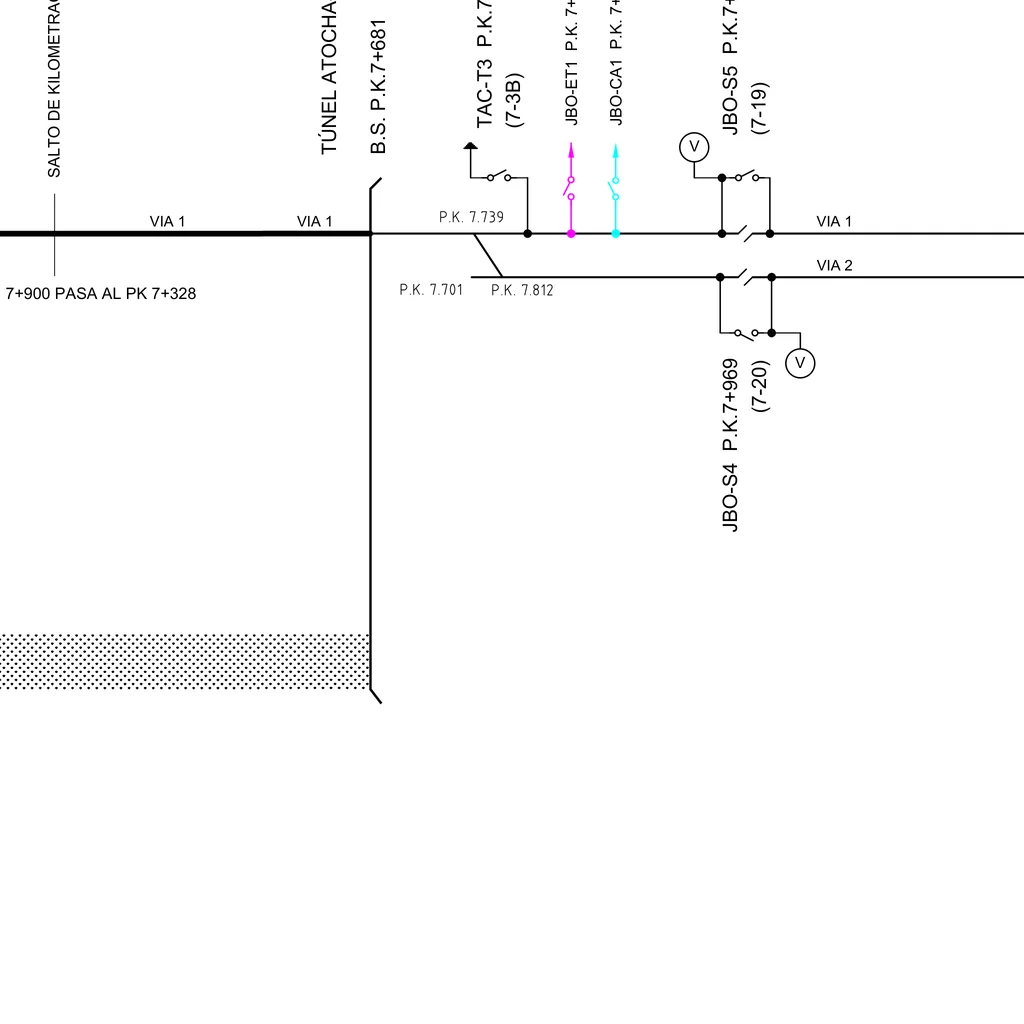 SALTO DE KILOMETRA
TÚNEL ATOCHA
B.S. P.K.7+681
TAC-T3 P.K.7
(7-3B)
JBO-ET1 P.K. 7+
JBO-CA1 P.K. 7+
JBO-S5 P.K.7+
(7-19)
V
VIA 1
VIA 1
P.K. 7.739
VIA 1
VIA 2
7+900 PASA AL PK 7+328
P.K. 7.701
P.K. 7.812
V
JBO-S4 P.K.7+969
(7-20)